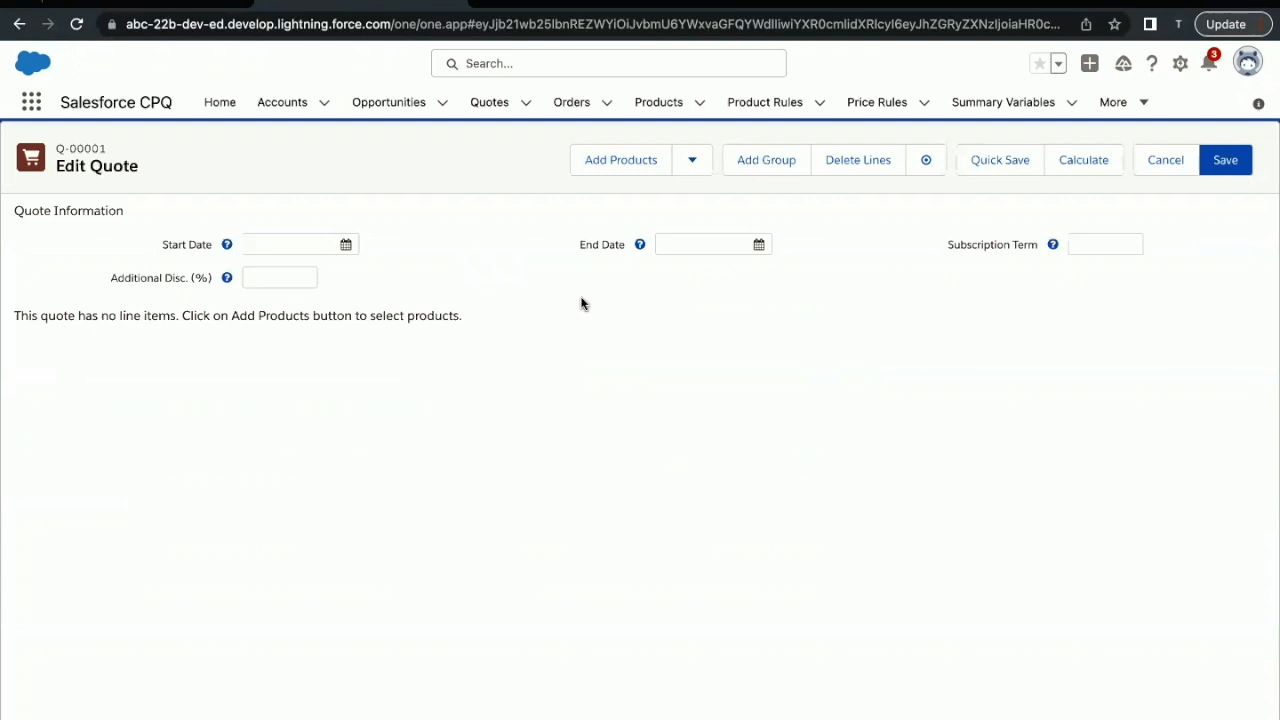 abc-22b-dev-ed.develop.lightning.force.com/one/one.app#eyJjb21wb25lbnREZWYiOiJvbmU6YWxvaGFQYWdlIiwiYXR0cmlidXRlcyI6eyJhZGRyZXNzIjoiaHR0c...
T
Update
Search...
3
Salesforce CPQ
Home
Accounts
Opportunities
Quotes
Orders
Products
Product Rules
Price Rules
Summary Variables
More
Q-00001
Edit Quote
Add Products
Add Group
Delete Lines
Quick Save
Calculate
Cancel
Save
Quote Information
Start Date
End Date
Subscription Term
Additional Disc. (%)
This quote has no line items. Click on Add Products button to select products.